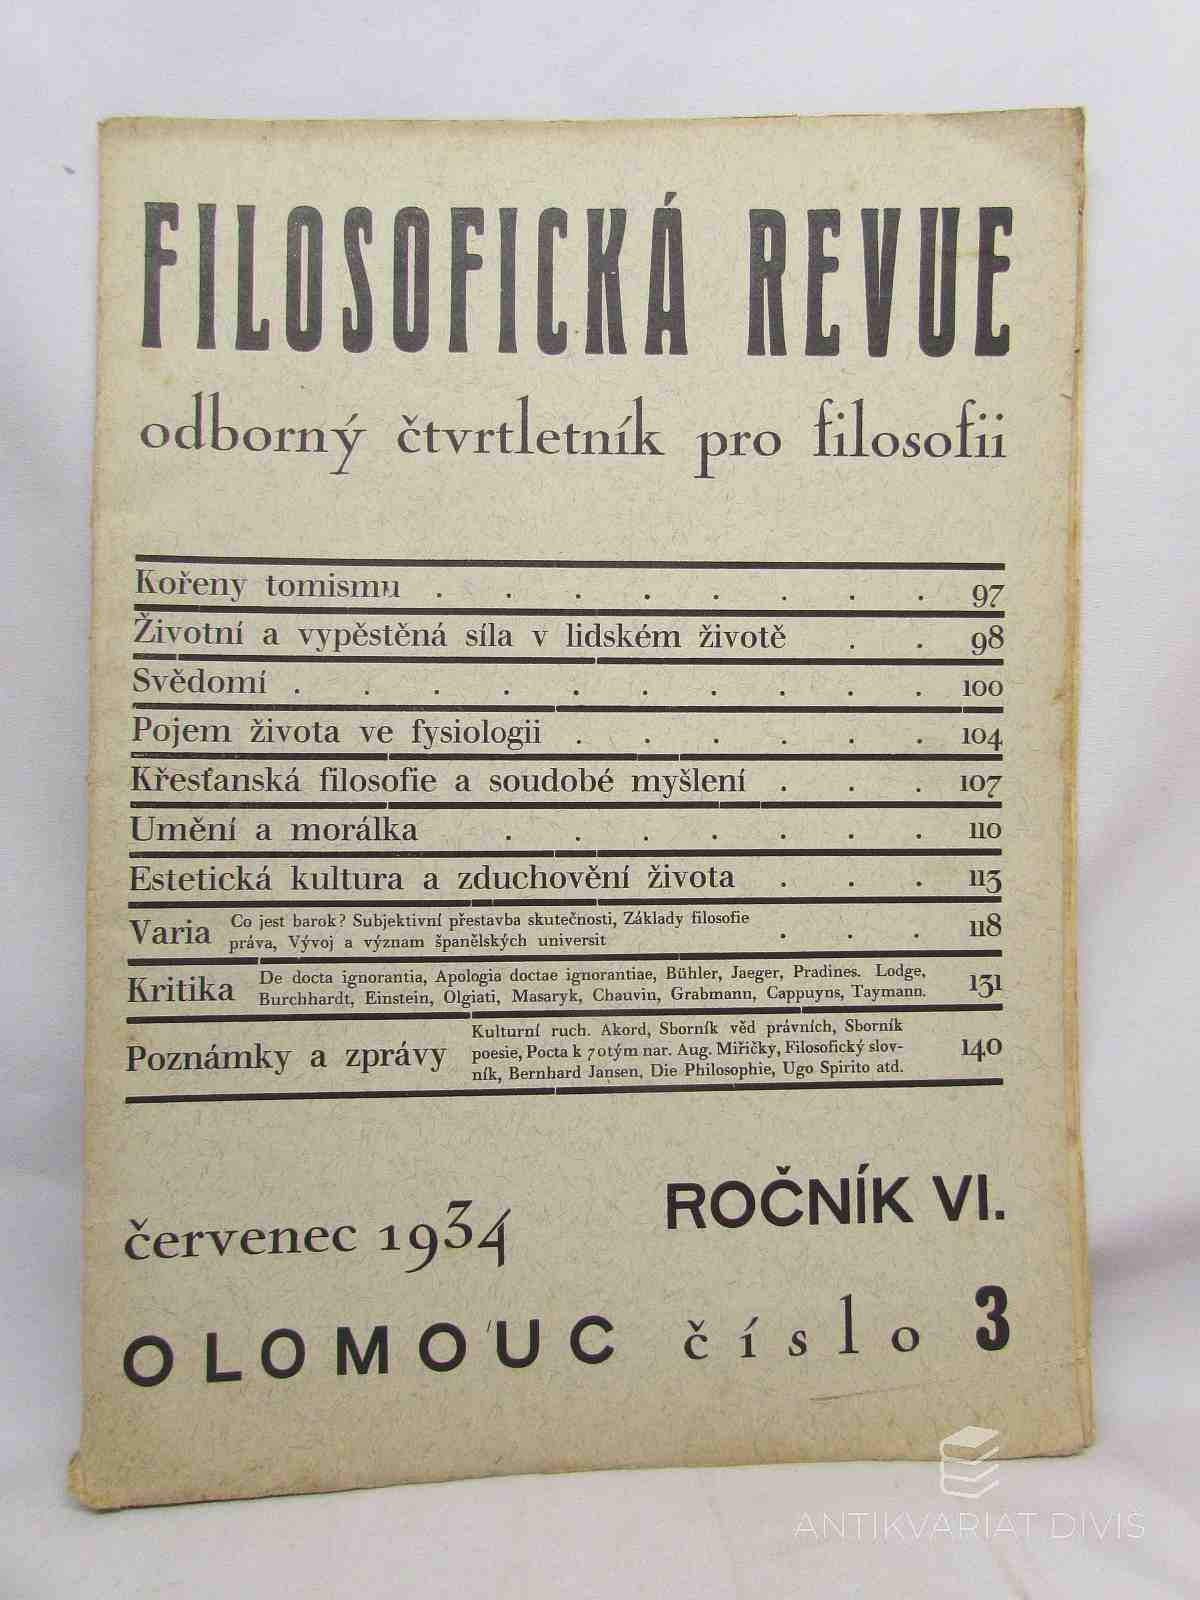 FILOSOFICKÁ REVUE
odborný čtvrtletník pro filosofii
Kořeny tomismu . . . . . . . . 97
Životní a vypěstěná síla v lidském životě . . 98
Svědomí . . . . . . . . . . 100
Pojem života ve fysiologii . . . . . . 104
Křesťanská filosofie a soudobé myšlení . . . 107
Umění a morálka . . . . . . . 110
Estetická kultura a zduchovění života . . . 113
Varia Co jest barok? Subjektivní přestavba skutečnosti, Základy filosofie
práva, Vývoj a význam španělských universit . . . 118
Kritika De docta ignorantia, Apologia doctae ignorantiae, Bühler, Jaeger, Pradines. Lodge,
Burchhardt, Einstein, Olgiati, Masaryk, Chauvin, Grabmann, Cappuyns, Taymann. 131
Poznámky a zprávy Kulturní ruch. Akord, Sborník věd právních, Sborník
poesie, Pocta k 70tým nar. Aug. Miřičky, Filosofický slov-
ník, Bernhard Jansen, Die Philosophie, Ugo Spirito atd. 140
červenec 1934 ROČNÍK VI.
OLOMOUC číslo 3
ANTIKVARIAT DIVIS